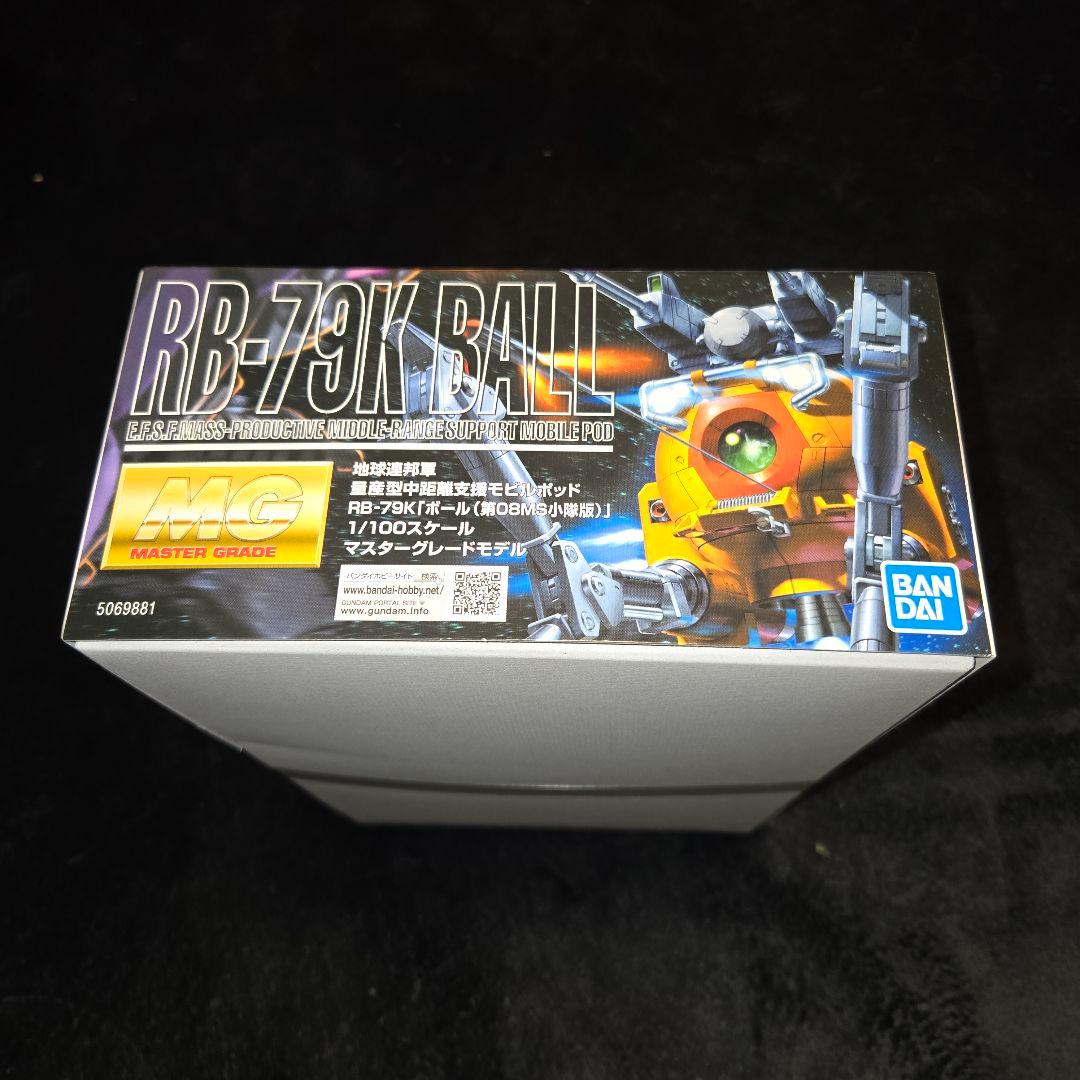 RB-79K BALL
E.F.S.F. MASS-PRODUCTIVE MIDDLE-RANGE SUPPORT MOBILE POD
MG
MASTER GRADE
地球連邦軍
量産型中距離支援モビルポッド
RB-79K「ボール(第08MS小隊版)」
1/100スケール
マスターグレードモデル
バンダイホビーサイト 検索
www.bandai-hobby.net/
GUNDAM PORTAL SITE
www.gundam.info
5069881
BAN
DAI